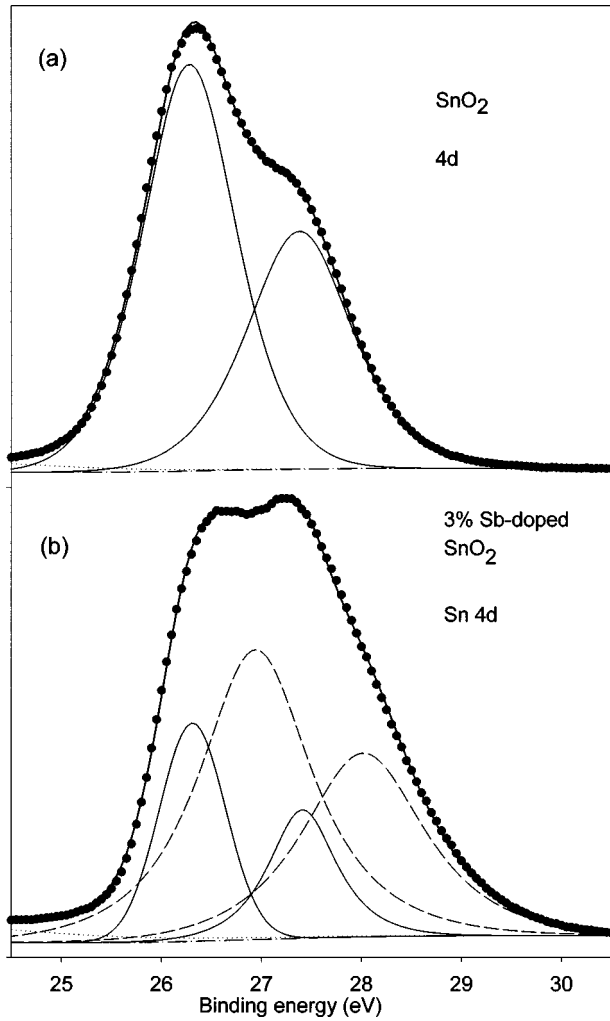 (a)
SnO2
4d
(b)
3% Sb-doped
SnO2
Sn 4d
25 26 27 28 29 30
Binding energy (eV)